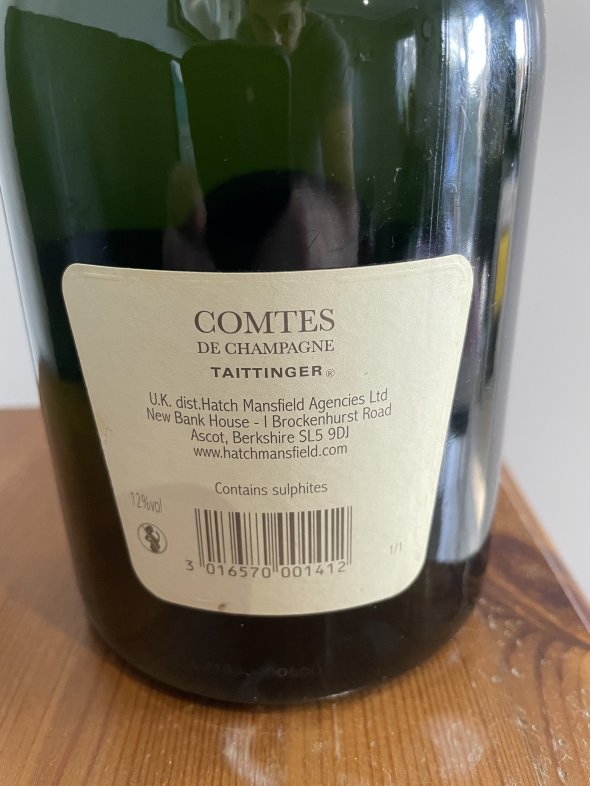 COMTES
DE CHAMPAGNE
TAITTINGER®
U.K. dist.Hatch Mansfield Agencies Ltd
New Bank House - 1 Brockenhurst Road
Ascot, Berkshire SL5 9DJ
www.hatchmansfield.com
Contains sulphites
12%vol
1/1
3 016570 001412